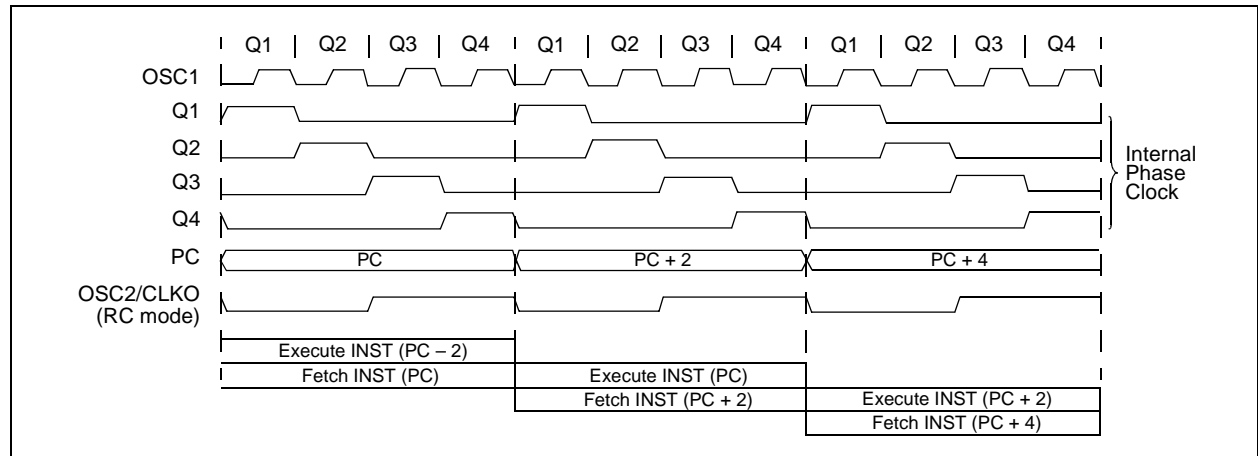 Q1 Q2 Q3 Q4 Q1 Q2 Q3 Q4 Q1 Q2 Q3 Q4
OSC1
Q1
Q2
Q3
Q4
Internal
Phase
Clock
PC PC PC + 2 PC + 4
OSC2/CLKO
(RC mode)
Execute INST (PC – 2)
Fetch INST (PC) Execute INST (PC)
Fetch INST (PC + 2) Execute INST (PC + 2)
Fetch INST (PC + 4)